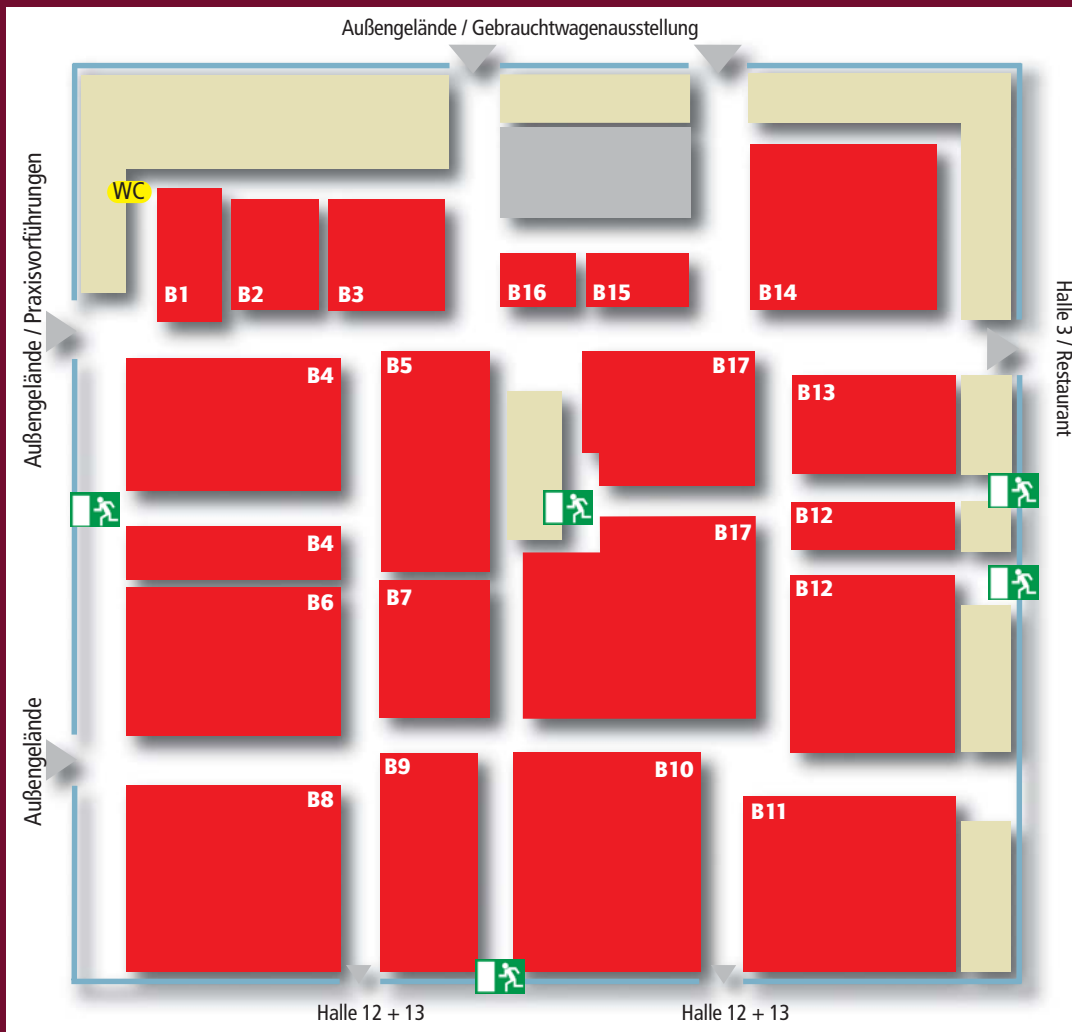 Außengelände / Gebrauchtwagenausstellung
WC
Außengelände / Praxisvorführungen
B1
B2
B3
B16
B15
B14
Halle 3 / Restaurant
B4
B5
B17
B13
B4
B17
B12
B6
B7
B12
Außengelände
B8
B9
B10
B11
Halle 12 + 13
Halle 12 + 13